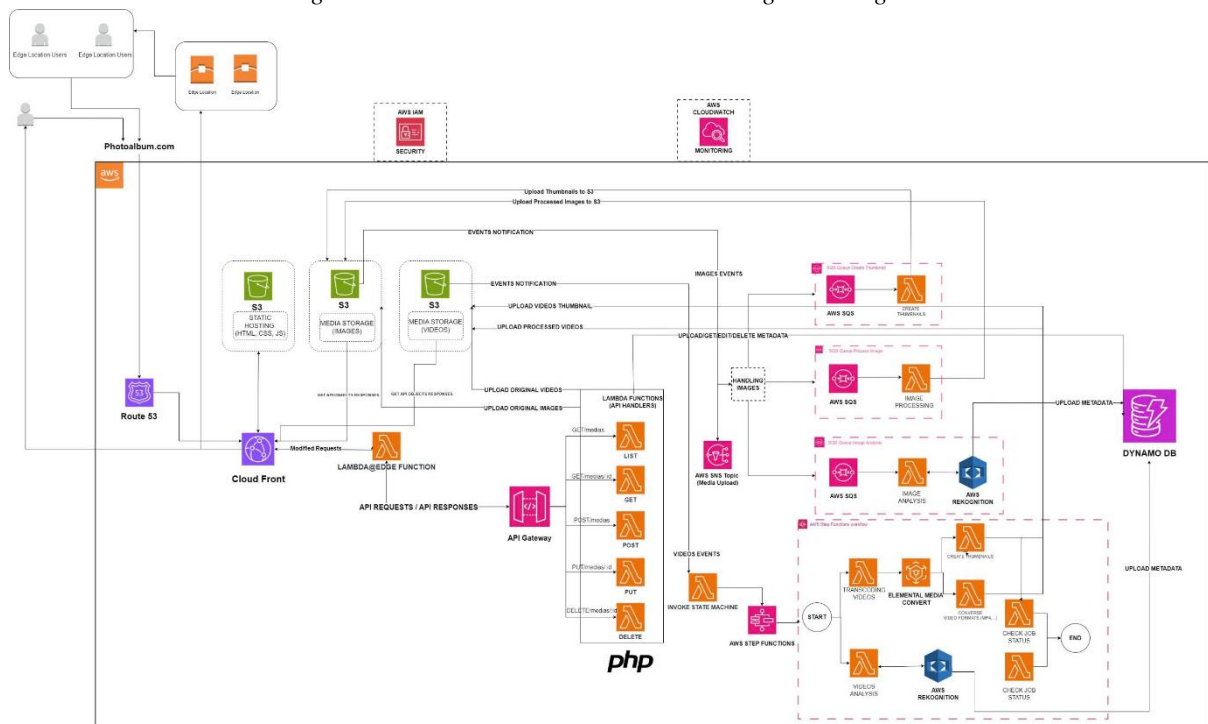 Edge Location Users
Edge Location Users
Edge Location
Edge Location
Photoalbum.com
AWS IAM
SECURITY
AWS
CLOUDWATCH
MONITORING
aws
Upload Thumbnails to S3
Upload Processed Images to S3
EVENTS NOTIFICATION
IMAGES EVENTS
EVENTS NOTIFICATION
UPLOAD VIDEOS THUMBNAIL
UPLOAD PROCESSED VIDEOS
UPLOAD/GET/EDIT/DELETE METADATA
S3
STATIC
HOSTING
(HTML, CSS, JS)
S3
MEDIA STORAGE
(IMAGES)
S3
MEDIA STORAGE
(VIDEOS)
AWS SQS
CREATE
THUMBNAILS
HANDLING
IMAGES
AWS SQS
IMAGE
PROCESSING
UPLOAD ORIGINAL VIDEOS
UPLOAD ORIGINAL IMAGES
LAMBDA FUNCTIONS
(API HANDLERS)
53
Route 53
Cloud Front
Modified Requests
LAMBDA@EDGE FUNCTION
API REQUESTS / API RESPONSES
API Gateway
GET/medias
LIST
GET/medias/:id
GET
POST/medias
POST
PUT/medias/:id
PUT
DELETE/medias/:id
DELETE
php
AWS SNS Topic
(Media Upload)
AWS SQS
IMAGE
ANALYSIS
AWS
REKOGNITION
UPLOAD METADATA
DYNAMO DB
VIDEOS EVENTS
INVOKE STATE MACHINE
AWS STEP FUNCTIONS
AWS Step Functions workflow
START
TRANSCODING
VIDEOS
ELEMENTAL MEDIA
CONVERT
CREATE THUMBNAILS
VIDEO FORMATS (MP4, ...)
CHECK JOB
STATUS
END
VIDEOS
ANALYSIS
AWS
REKOGNITION
CHECK JOB
STATUS
UPLOAD METADATA